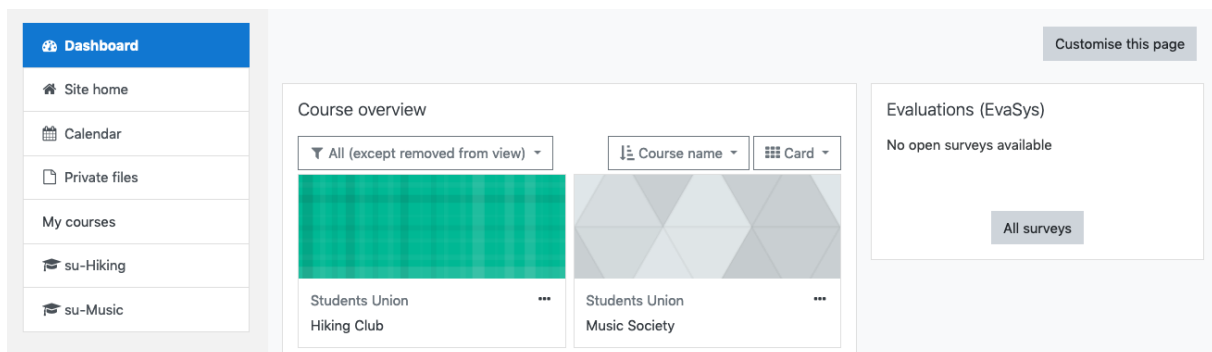 Dashboard
Site home
Calendar
Private files
My courses
su-Hiking
su-Music
Customise this page
Course overview
All (except removed from view)
Course name
Card
Students Union
Hiking Club
Students Union
Music Society
Evaluations (EvaSys)
No open surveys available
All surveys